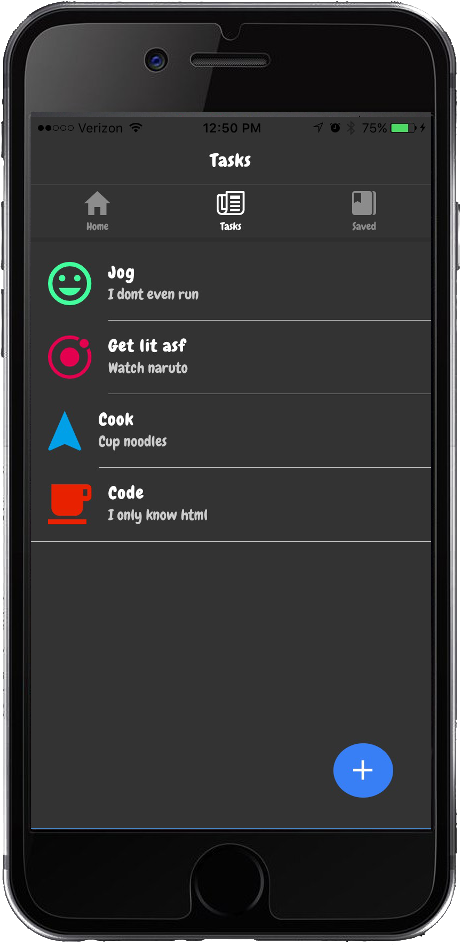 Verizon 12:50 PM 75%
Tasks
Home Tasks Saved
Jog
I dont even run
Get lit asf
Watch naruto
Cook
Cup noodles
Code
I only know html